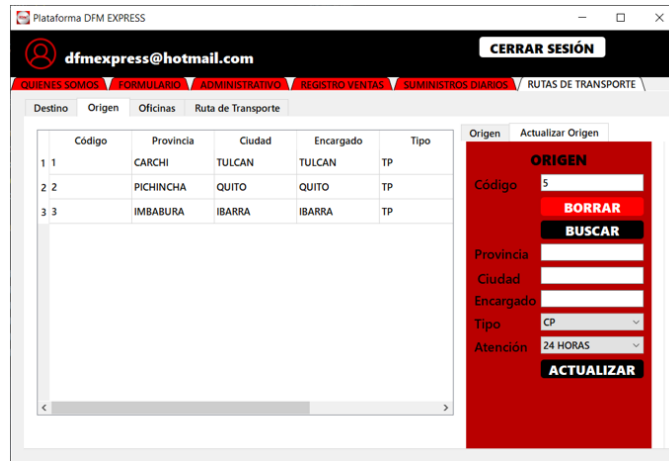 Plataforma DFM EXPRESS
dfmexpress@hotmail.com
CERRAR SESIÓN
QUIENES SOMOS FORMULARIO ADMINISTRATIVO REGISTRO VENTAS SUMINISTROS DIARIOS RUTAS DE TRANSPORTE
Destino Origen Oficinas Ruta de Transporte
Código Provincia Ciudad Encargado Tipo
1 1 CARCHI TULCAN TULCAN TP
2 2 PICHINCHA QUITO QUITO TP
3 3 IMBABURA IBARRA IBARRA TP
Origen Actualizar Origen
ORIGEN
Código 5
BORRAR
BUSCAR
Provincia
Ciudad
Encargado
Tipo CP
Atención 24 HORAS
ACTUALIZAR